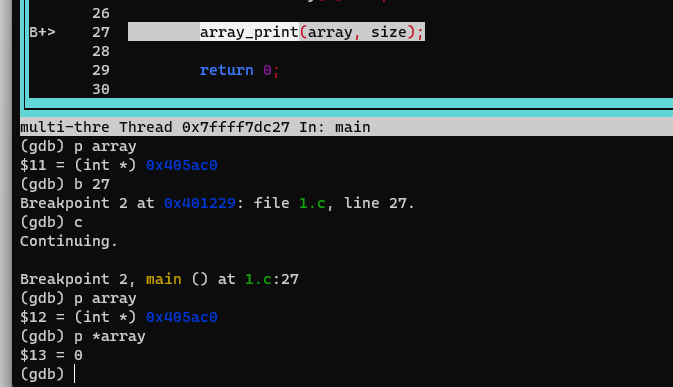 26
B+> 27 array_print(array, size);
28
29 return 0;
30
multi-thre Thread 0x7ffff7dc27 In: main
(gdb) p array
$11 = (int *) 0x405ac0
(gdb) b 27
Breakpoint 2 at 0x401229: file 1.c, line 27.
(gdb) c
Continuing.
Breakpoint 2, main () at 1.c:27
(gdb) p array
$12 = (int *) 0x405ac0
(gdb) p *array
$13 = 0
(gdb)